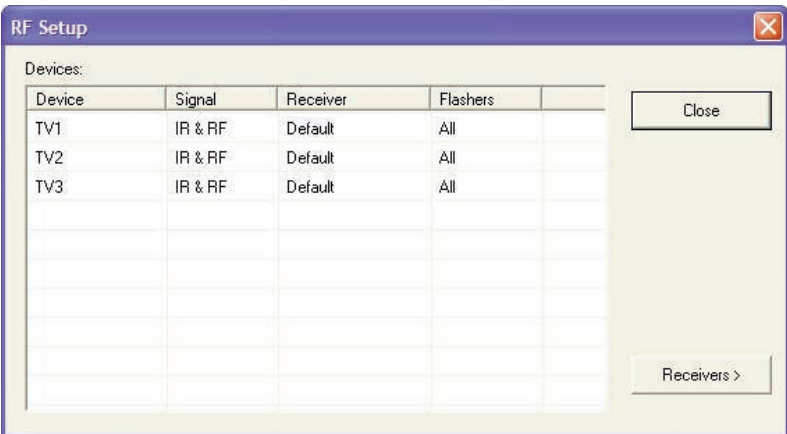 RF Setup
Devices:
Device Signal Receiver Flashers
TV1 IR & RF Default All
TV2 IR & RF Default All
TV3 IR & RF Default All
Close
Receivers >